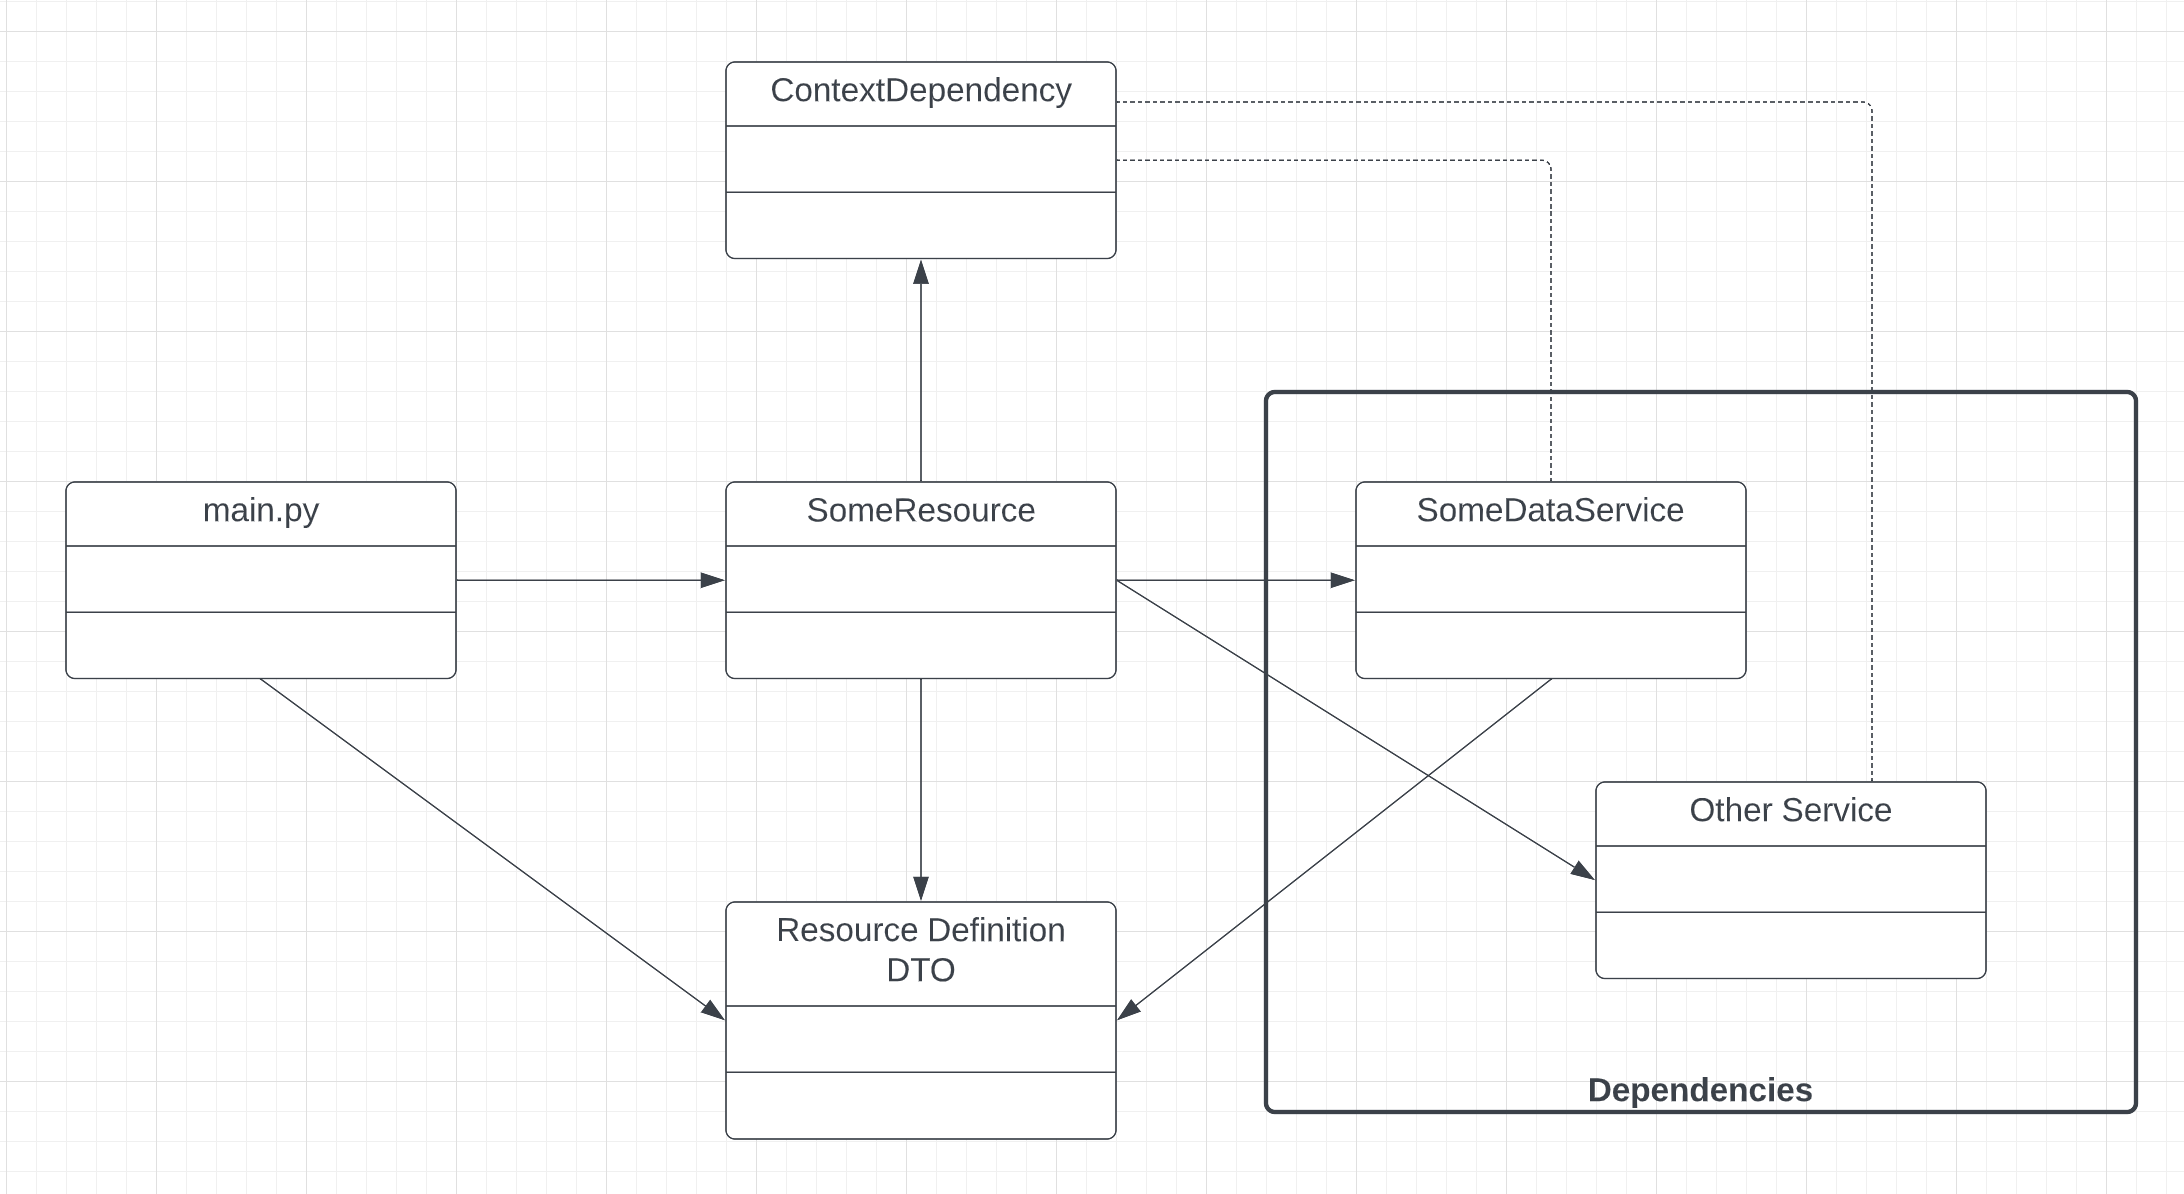 ContextDependency
main.py
SomeResource
SomeDataService
Other Service
Resource Definition
DTO
Dependencies